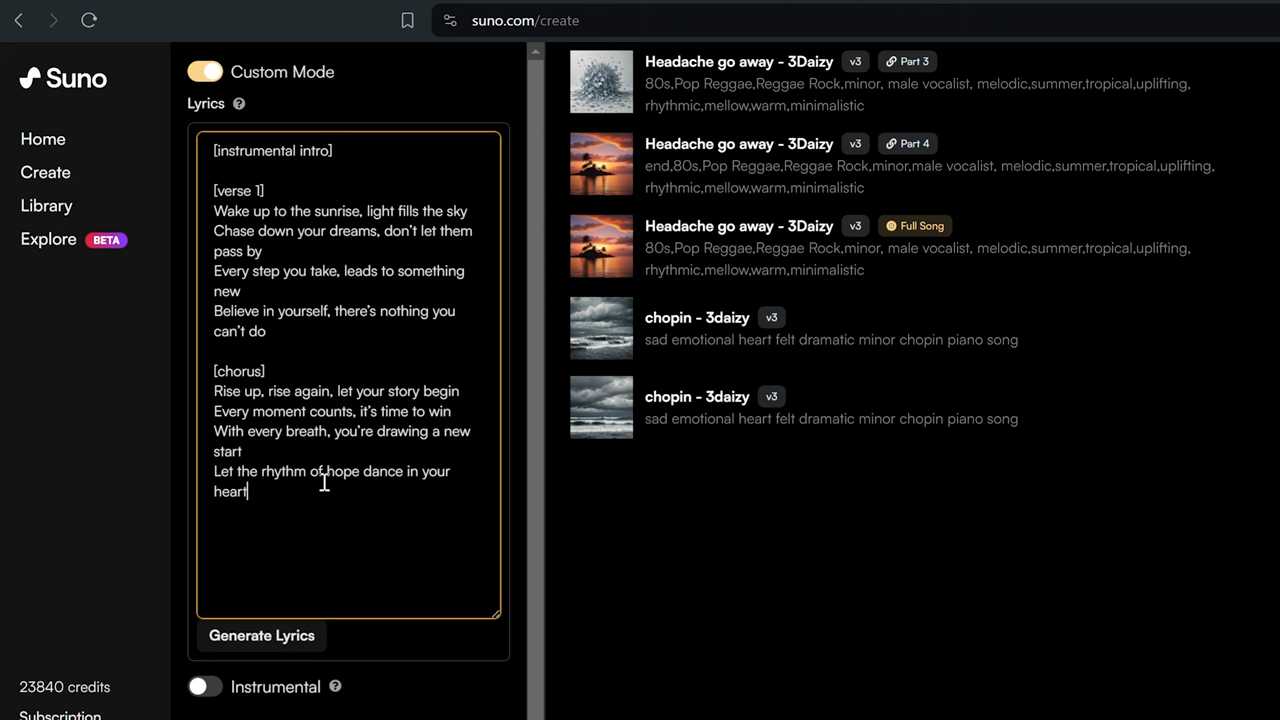 suno.com/create
Suno
Home
Create
Library
Explore BETA
23840 credits
Subscription
Custom Mode
Lyrics ?
[instrumental intro]
[verse 1]
Wake up to the sunrise, light fills the sky
Chase down your dreams, don't let them
pass by
Every step you take, leads to something
new
Believe in yourself, there's nothing you
can't do
[chorus]
Rise up, rise again, let your story begin
Every moment counts, it's time to win
With every breath, you're drawing a new
start
Let the rhythm of hope dance in your
heart
Generate Lyrics
Instrumental ?
Headache go away - 3Daizy v3 Part 3
80s,Pop Reggae,Reggae Rock,minor, male vocalist, melodic,summer,tropical,uplifting,
rhythmic,mellow,warm,minimalistic
Headache go away - 3Daizy v3 Part 4
end,80s,Pop Reggae,Reggae Rock,minor,male vocalist, melodic,summer,tropical,uplifting,
rhythmic,mellow,warm,minimalistic
Headache go away - 3Daizy v3 Full Song
80s,Pop Reggae,Reggae Rock,minor, male vocalist, melodic,summer,tropical,uplifting,
rhythmic,mellow,warm,minimalistic
chopin - 3daizy v3
sad emotional heart felt dramatic minor chopin piano song
chopin - 3daizy v3
sad emotional heart felt dramatic minor chopin piano song